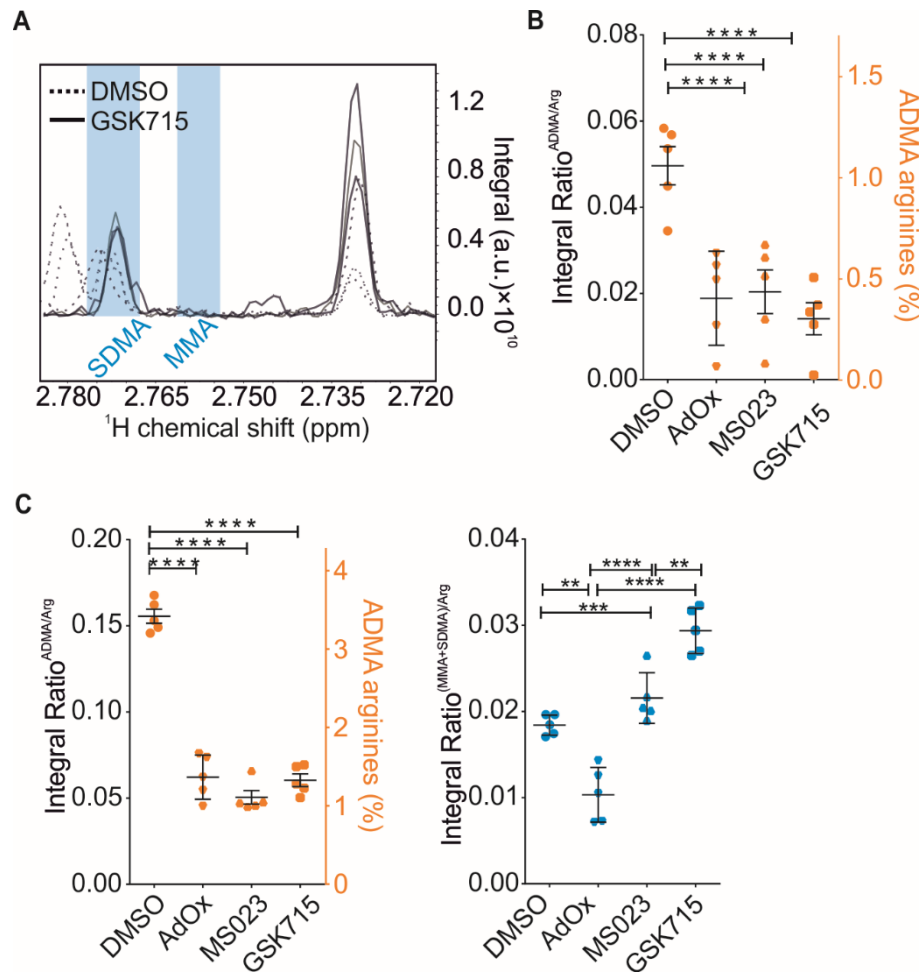 A
DMSO
GSK715
SDMA
MMA
1.2
0.8
0.4
0.0
Integral (a.u.)×10¹⁰
2.780 2.765 2.750 2.735 2.720
¹H chemical shift (ppm)
B
****
****
****
0.08
0.06
0.04
0.02
0.00
Integral Ratio^ADMA/Arg
1.5
1.0
0.5
0.0
ADMA arginines (%)
DMSO
AdOx
MS023
GSK715
C
****
****
****
0.20
0.15
0.10
0.05
0.00
Integral Ratio^ADMA/Arg
4
3
2
1
0
ADMA arginines (%)
DMSO
AdOx
MS023
GSK715
**** **
** ****
***
0.04
0.03
0.02
0.01
0.00
Integral Ratio^(MMA+SDMA)/Arg
DMSO
AdOx
MS023
GSK715